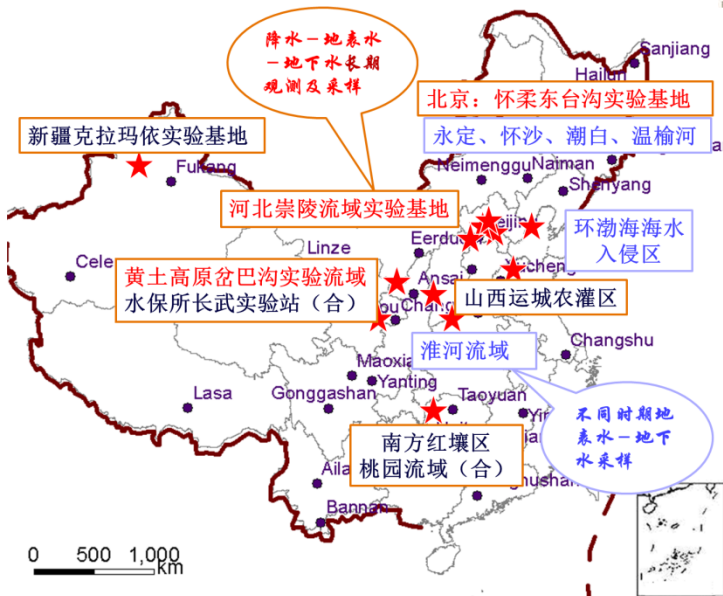 降水－地表水
－地下水长期
观测及采样
Sanjiang
Hailun
北京：怀柔东台沟实验基地
新疆克拉玛依实验基地
永定、怀沙、潮白、温榆河
Fukang
Neimenggu
Naiman
Shenyang
河北崇陵流域实验基地
环渤海海水
入侵区
Linze
Cele
黄土高原岔巴沟实验流域
水保所长武实验站（合）
Ansai
山西运城农灌区
淮河流域
Changshu
Maoxian
Yanting
Lasa
Gonggashan
Taoyuan
不同时期地
表水－地下
水采样
南方红壤区
桃园流域（合）
Bannan
0 500 1,000
km